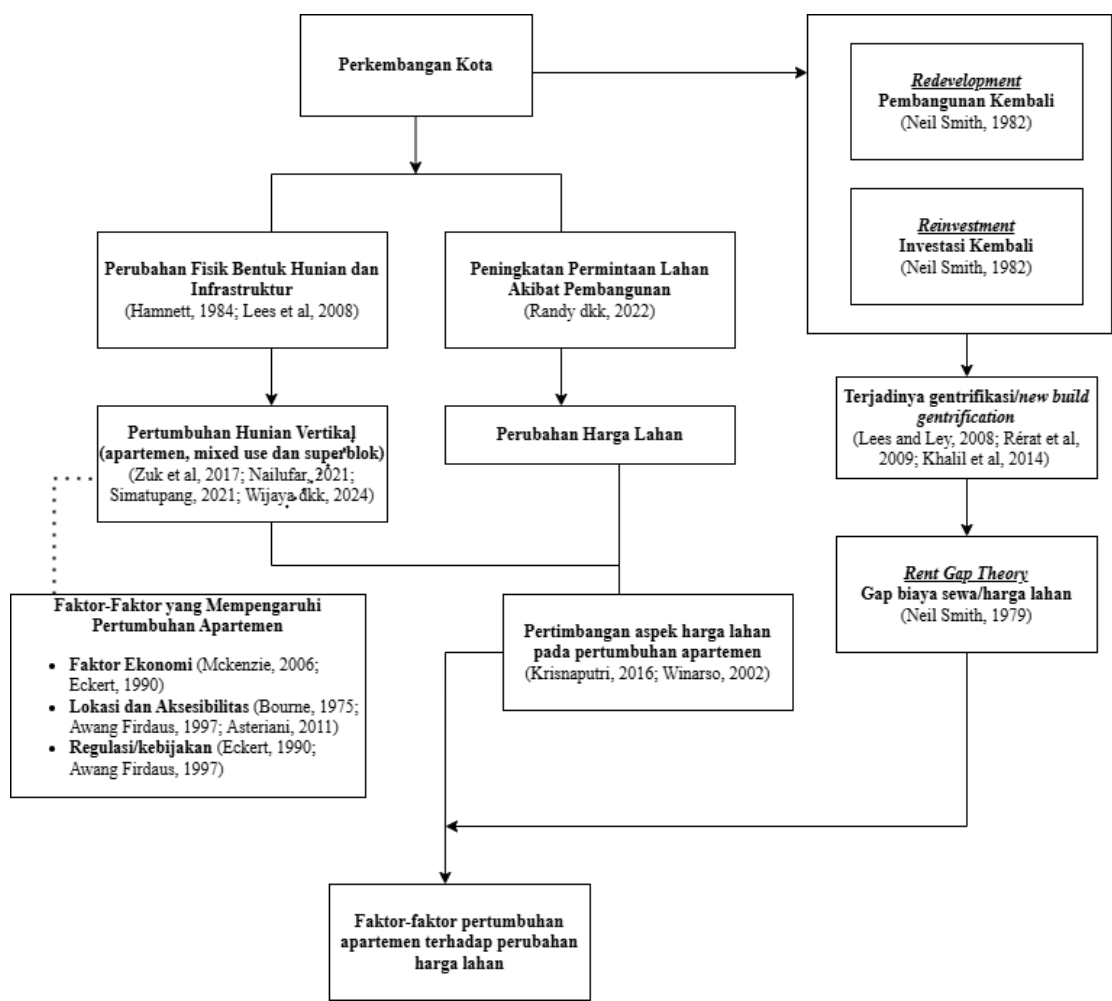 Perkembangan Kota
Redevelopment
Pembangunan Kembali
(Neil Smith, 1982)
Reinvestment
Investasi Kembali
(Neil Smith, 1982)
Perubahan Fisik Bentuk Hunian dan
Infrastruktur
(Hamnett, 1984; Lees et al, 2008)
Peningkatan Permintaan Lahan
Akibat Pembangunan
(Randy dkk, 2022)
Terjadinya gentrifikasi/new build
gentrification
(Lees and Ley, 2008; Rérat et al,
2009; Khalil et al, 2014)
Pertumbuhan Hunian Vertikal
(apartemen, mixed use dan superblok)
(Zuk et al, 2017; Nailufar, 2021;
Simatupang, 2021; Wijaya dkk, 2024)
Perubahan Harga Lahan
Rent Gap Theory
Gap biaya sewa/harga lahan
(Neil Smith, 1979)
Faktor-Faktor yang Mempengaruhi
Pertumbuhan Apartemen
• Faktor Ekonomi (Mckenzie, 2006;
Eckert, 1990)
• Lokasi dan Aksesibilitas (Bourne, 1975;
Awang Firdaus, 1997; Asteriani, 2011)
• Regulasi/kebijakan (Eckert, 1990;
Awang Firdaus, 1997)
Pertimbangan aspek harga lahan
pada pertumbuhan apartemen
(Krisnaputri, 2016; Winarso, 2002)
Faktor-faktor pertumbuhan
apartemen terhadap perubahan
harga lahan